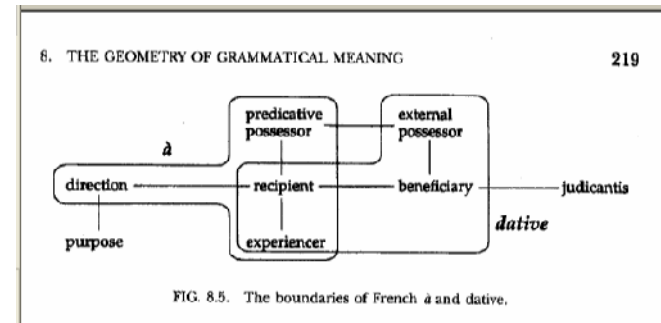 8. THE GEOMETRY OF GRAMMATICAL MEANING 219
predicative external
possessor possessor
à
direction recipient beneficiary judicantis
dative
purpose experiencer
FIG. 8.5. The boundaries of French à and dative.